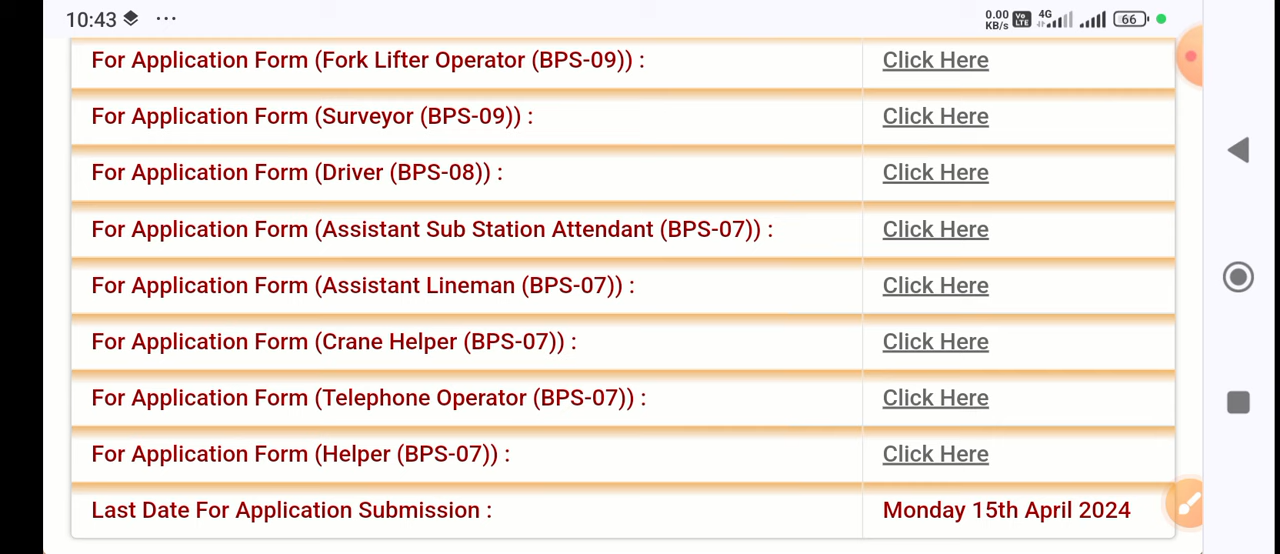 10:43 ...
0.00 KB/s Vo LTE 4G 66
For Application Form (Fork Lifter Operator (BPS-09)) : Click Here
For Application Form (Surveyor (BPS-09)) : Click Here
For Application Form (Driver (BPS-08)) : Click Here
For Application Form (Assistant Sub Station Attendant (BPS-07)) : Click Here
For Application Form (Assistant Lineman (BPS-07)) : Click Here
For Application Form (Crane Helper (BPS-07)) : Click Here
For Application Form (Telephone Operator (BPS-07)) : Click Here
For Application Form (Helper (BPS-07)) : Click Here
Last Date For Application Submission : Monday 15th April 2024